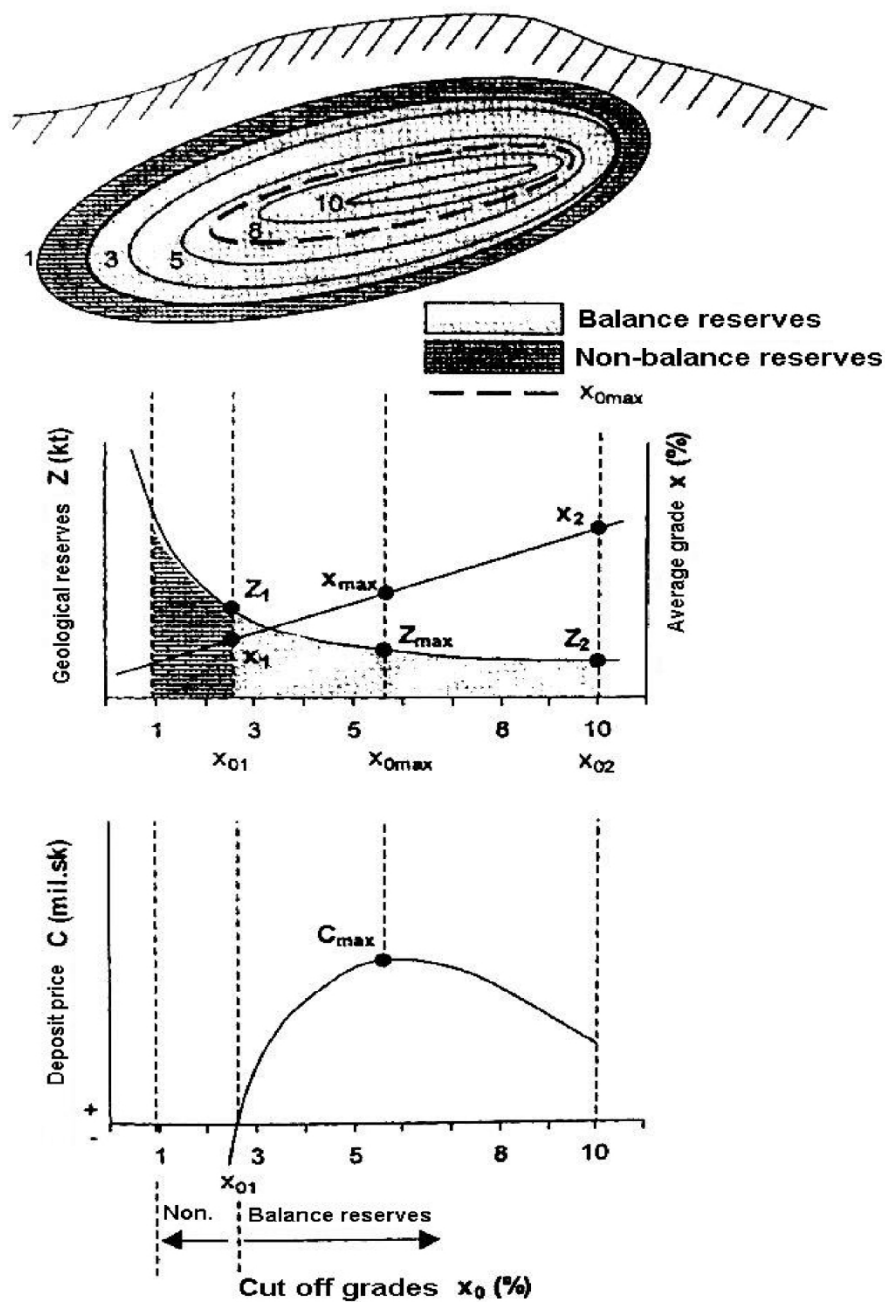 10
8
1 3 5
Balance reserves
Non-balance reserves
x0max
Geological reserves Z (kt)
Average grade x (%)
x2
xmax
Z1
Zmax
Z2
x1
1 3 5 8 10
x01 x0max x02
Deposit price C (mil.sk)
Cmax
+
-
1 3 5 8 10
x01
Non. Balance reserves
Cut off grades x0 (%)